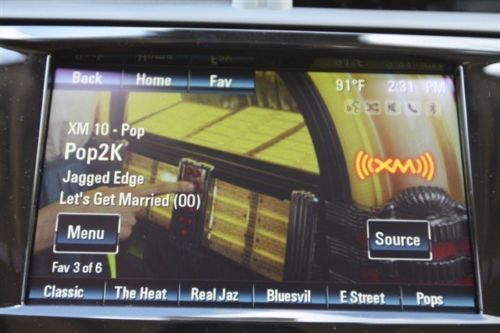 Back Home Fav 91°F 2:31 PM
XM 10 - Pop
Pop2K
Jagged Edge
Let's Get Married (00)
((( XM )))
Menu Source
Fav 3 of 6
Classic The Heat Real Jaz Bluesvil E Street Pops